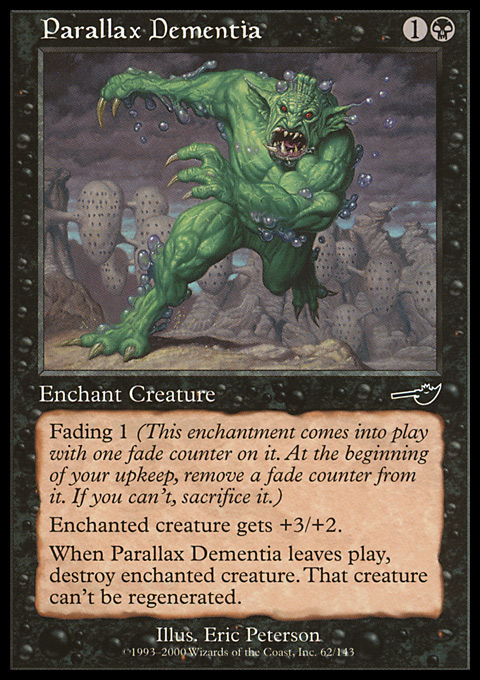 Parallax Dementia 1
Enchant Creature
Fading 1 (This enchantment comes into play
with one fade counter on it. At the beginning
of your upkeep, remove a fade counter from
it. If you can't, sacrifice it.)
Enchanted creature gets +3/+2.
When Parallax Dementia leaves play,
destroy enchanted creature. That creature
can't be regenerated.
Illus. Eric Peterson
©1993–2000 Wizards of the Coast, Inc. 62/143